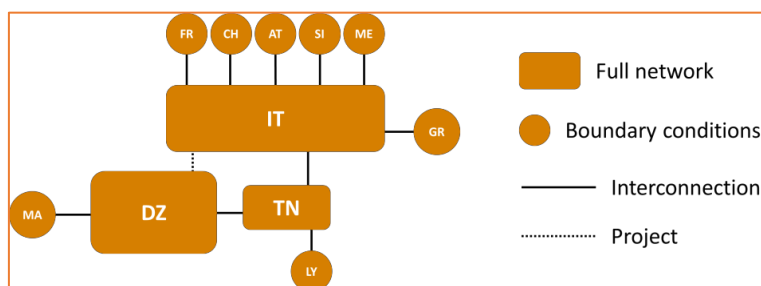 FR CH AT SI ME
IT
GR
DZ
TN
MA
LY
Full network
Boundary conditions
Interconnection
Project